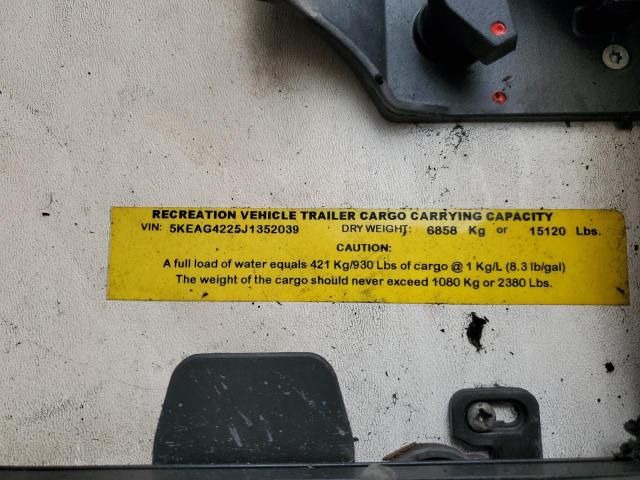 RECREATION VEHICLE TRAILER CARGO CARRYING CAPACITY
VIN: 5KEAG4225J1352039 DRY WEIGHT: 6858 Kg or 15120 Lbs.
CAUTION:
A full load of water equals 421 Kg/930 Lbs of cargo @ 1 Kg/L (8.3 lb/gal)
The weight of the cargo should never exceed 1080 Kg or 2380 Lbs.